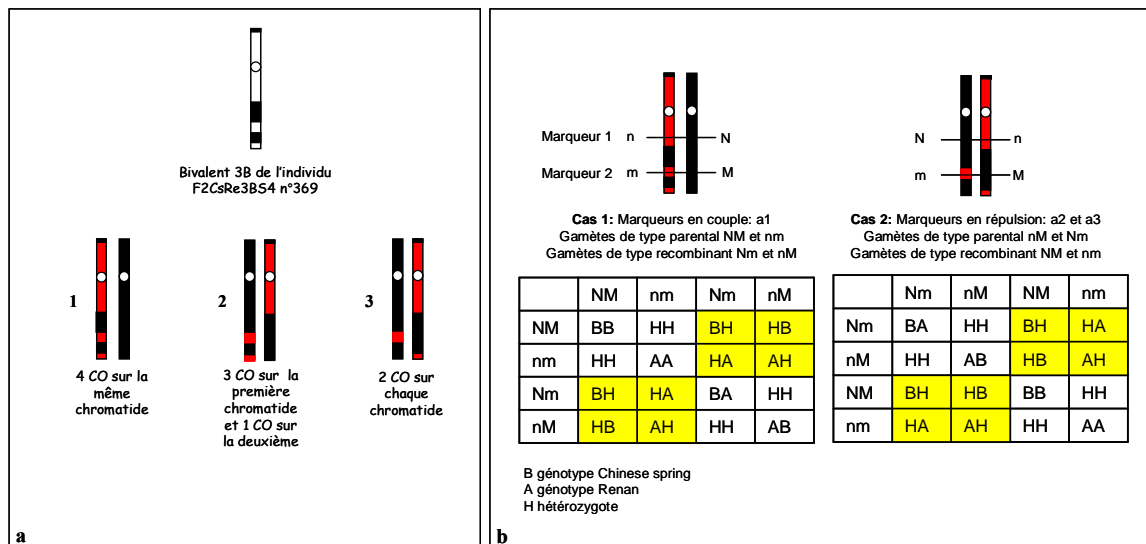 Bivalent 3B de l'individu
F2CsRe3BS4 n°369
1
2
3
4 CO sur la
même
chromatide
3 CO sur la
première
chromatide
et 1 CO sur
la deuxième
2 CO sur
chaque
chromatide
a
Marqueur 1 n N
Marqueur 2 m M
N n
m M
Cas 1: Marqueurs en couple: a1
Gamètes de type parental NM et nm
Gamètes de type recombinant Nm et nM
Cas 2: Marqueurs en répulsion: a2 et a3
Gamètes de type parental nM et Nm
Gamètes de type recombinant NM et nm
NM nm Nm nM
NM BB HH BH HB
nm HH AA HA AH
Nm BH HA BA HH
nM HB AH HH AB
Nm nM NM nm
Nm BA HH BH HA
nM HH AB HB AH
NM BH HB BB HH
nm HA AH HH AA
B génotype Chinese spring
A génotype Renan
H hétérozygote
b